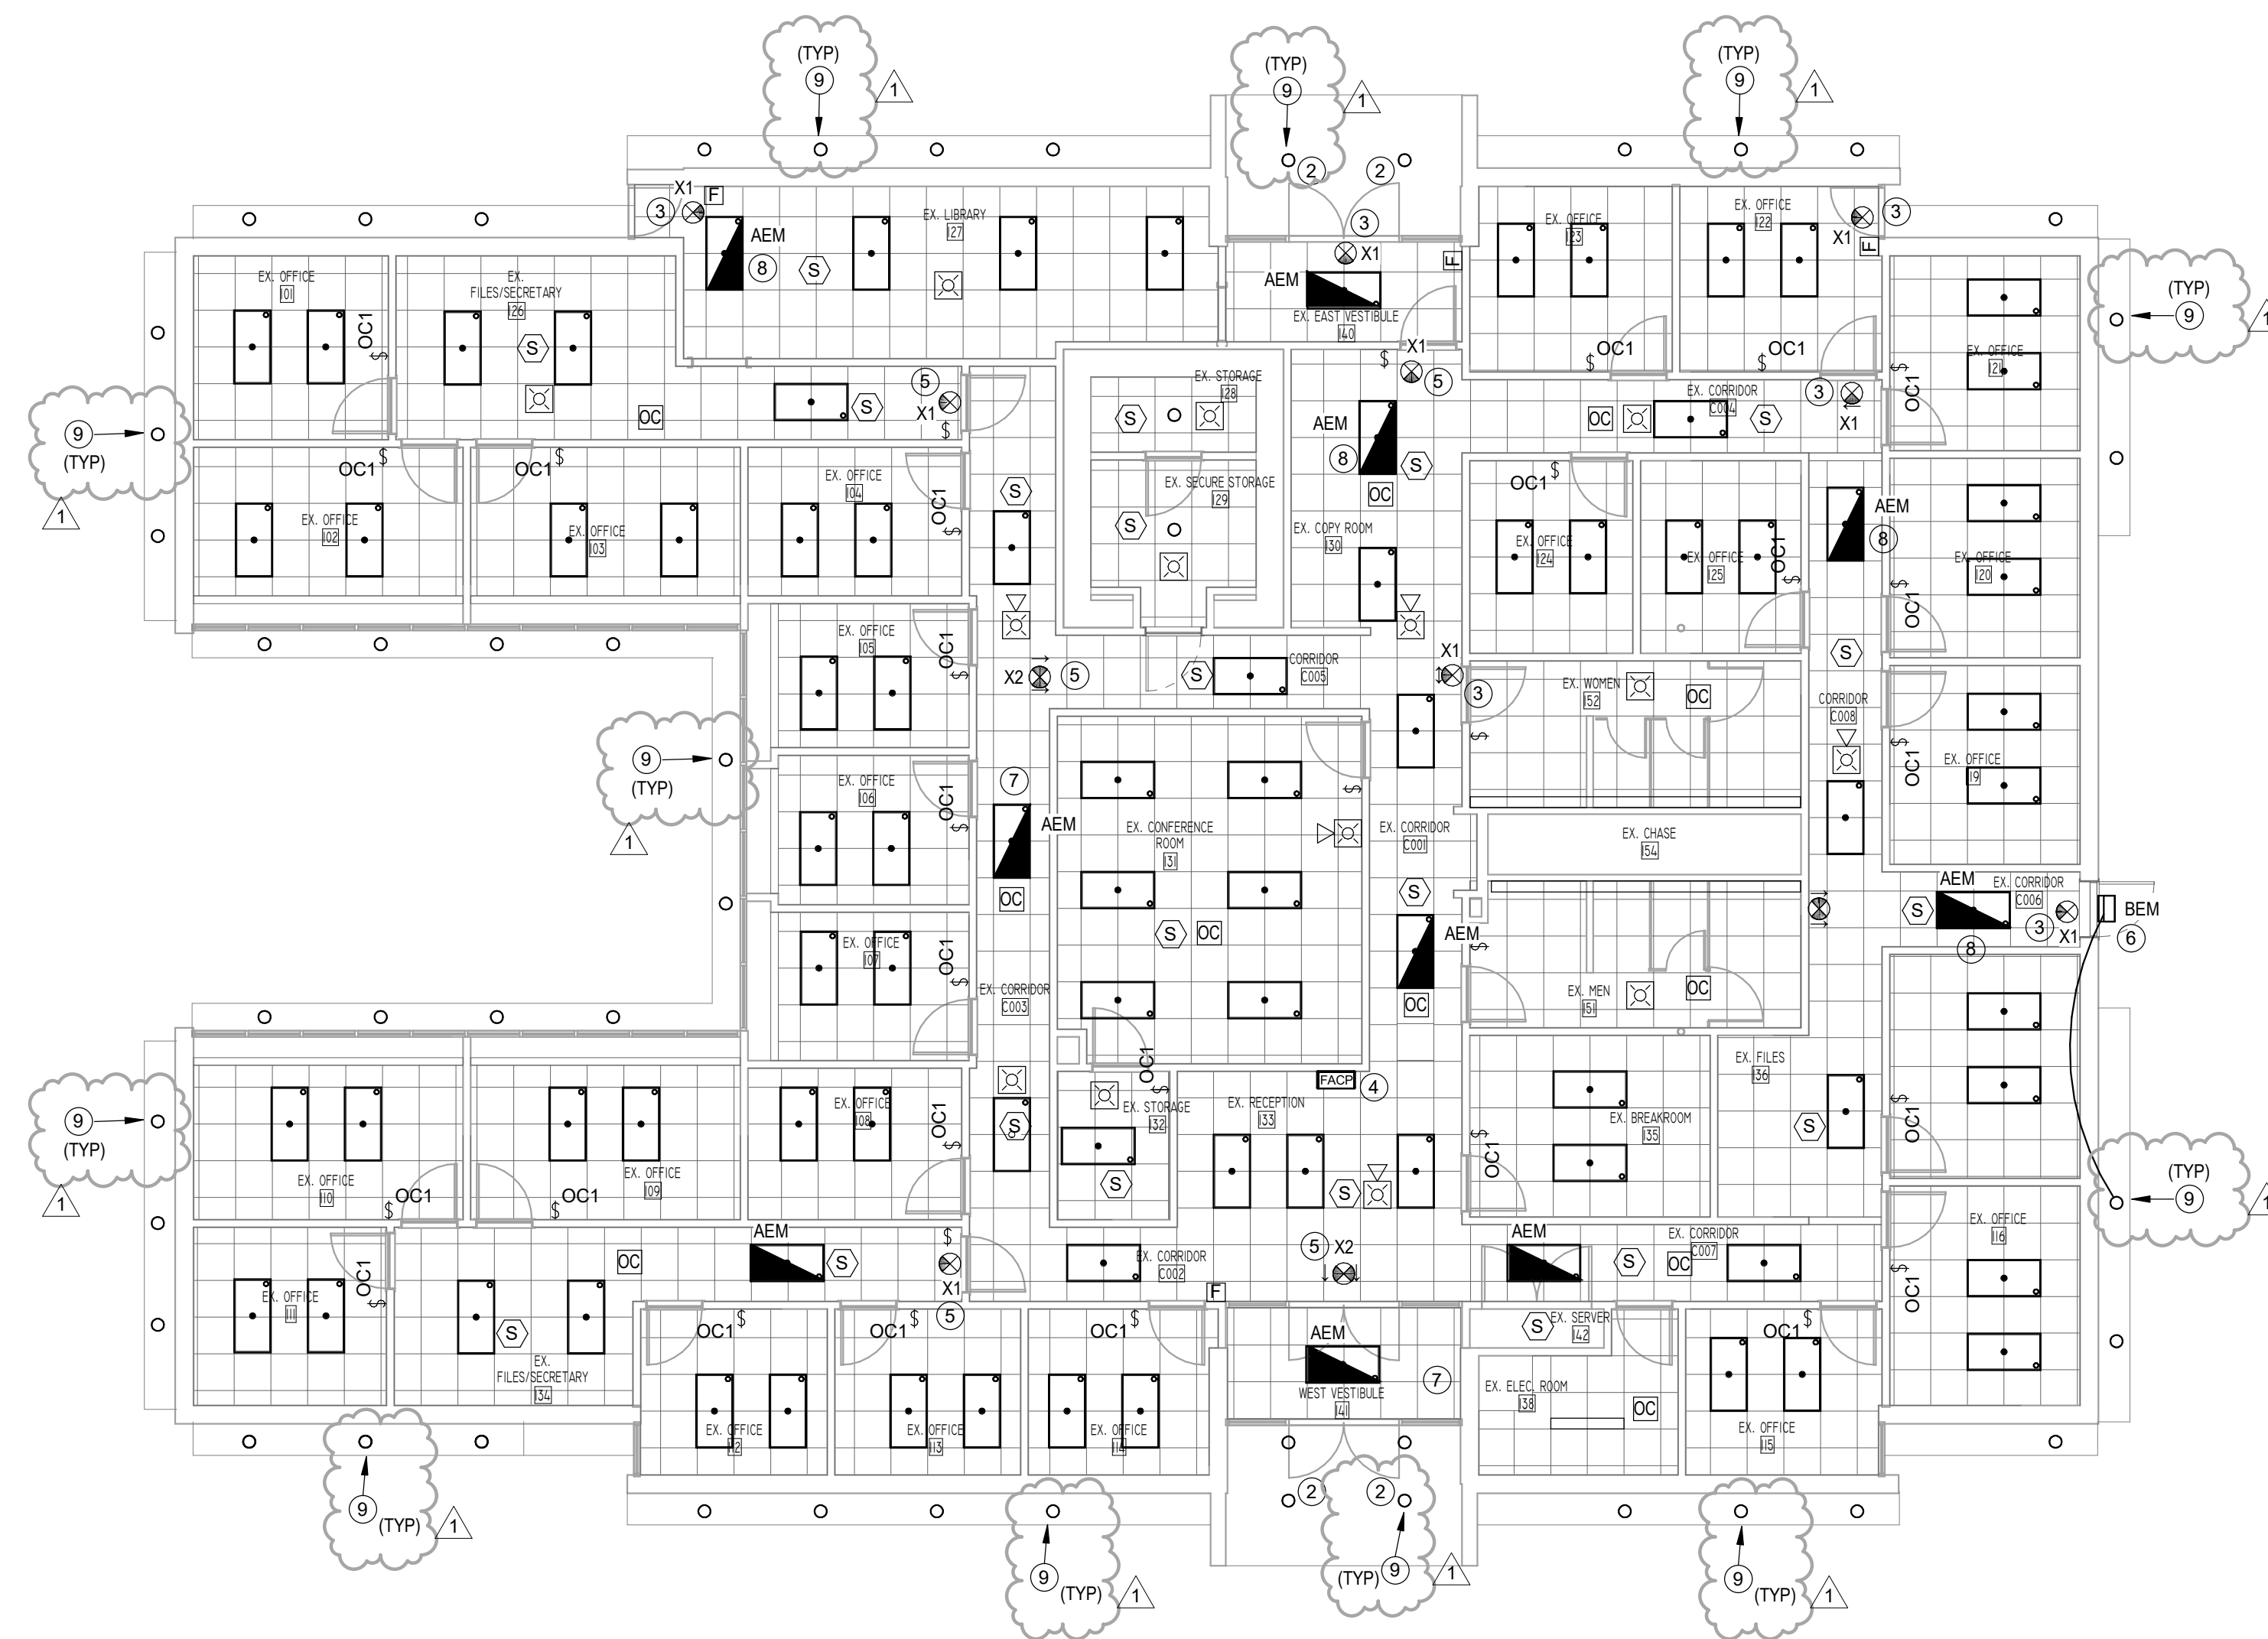 (TYP)
9
1
(TYP)
9
1
(TYP)
9
1
2
2
X1
F
3
EX. LIBRARY
127
AEM
8
S
3
X1
F
AEM
EX. EAST VESTIBULE
140
EX. OFFICE
123
EX. OFFICE
122
3
X1
F
(TYP)
9
1
EX. OFFICE
101
OC1
$
EX.
FILES/SECRETARY
126
S
OC
5
X1
$
S
EX. STORAGE
128
S
$
X1
5
AEM
8
S
OC
OC1
$
OC1
$
EX. CORRIDOR
C004
OC
S
3
X1
EX. OFFICE
121
$
OC1
9
(TYP)
1
OC1
$
EX. OFFICE
102
OC1
$
EX. OFFICE
103
EX. OFFICE
104
OC1
$
S
EX. SECURE STORAGE
129
S
EX. COPY ROOM
130
OC1
$
EX. OFFICE
124
EX. OFFICE
125
OC1
$
AEM
8
EX. OFFICE
120
$
OC1
EX. OFFICE
105
OC1
$
X2
5
S
CORRIDOR
C005
X1
3
EX. WOMEN
152
OC
$
S
CORRIDOR
C008
$
OC1
EX. OFFICE
119
9
(TYP)
1
EX. OFFICE
106
OC1
$
7
AEM
OC
EX. CONFERENCE
ROOM
131
$
EX. CORRIDOR
C001
EX. CHASE
154
S
S
OC
AEM
OC
EX. OFFICE
107
OC1
$
EX. CORRIDOR
C003
$
EX. MEN
151
OC
AEM
S
EX. CORRIDOR
C006
8
3
X1
BEM
6
9
(TYP)
1
EX. OFFICE
110
OC1
$
EX. OFFICE
109
OC1
$
EX. OFFICE
108
OC1
$
S
OC1
$
EX. STORAGE
132
S
FACP
4
EX. RECEPTION
133
S
$
OC1
EX. BREAKROOM
135
EX. FILES
136
S
$
OC1
(TYP)
9
1
EX. OFFICE
111
OC1
$
OC
AEM
S
$
X1
5
EX. CORRIDOR
C002
F
5
X2
AEM
S
EX. CORRIDOR
C007
OC
EX. OFFICE
116
$
OC1
S
EX.
FILES/SECRETARY
134
OC1
$
EX. OFFICE
112
OC1
$
EX. OFFICE
113
OC1
$
EX. OFFICE
114
AEM
7
WEST VESTIBULE
141
S
EX. SERVER
142
EX. ELEC. ROOM
138
OC
OC1
$
EX. OFFICE
115
9
(TYP)
1
2
2
9
(TYP)
1
(TYP)
9
1
9
(TYP)
1